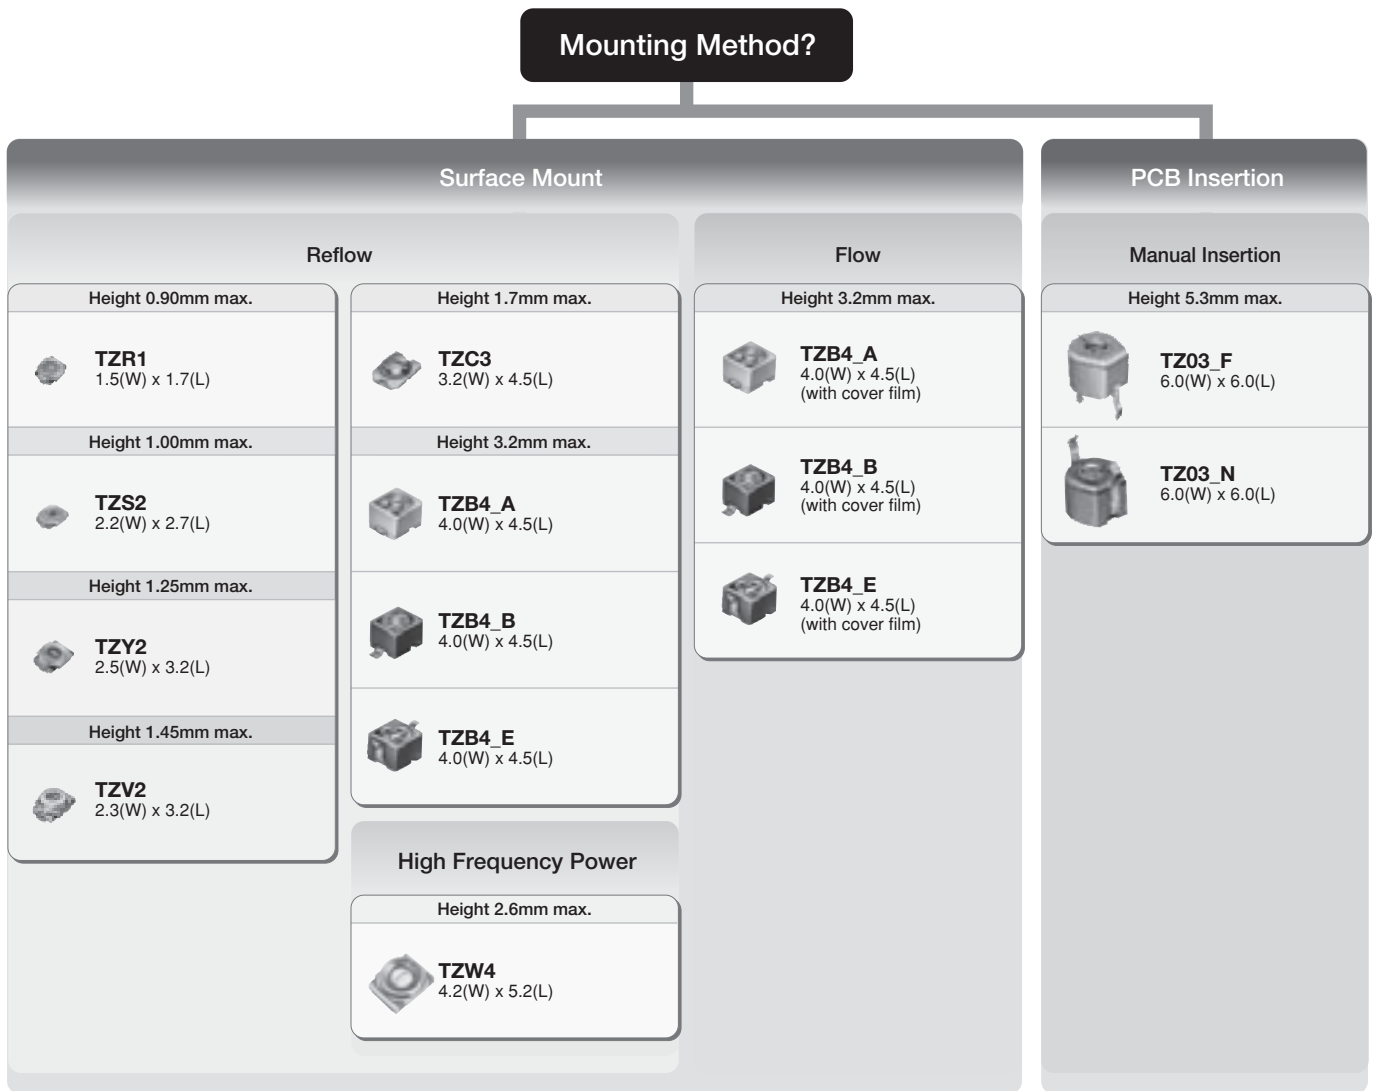 Mounting Method?
Surface Mount
Reflow
Height 0.90mm max.
TZR1
1.5(W) x 1.7(L)
Height 1.00mm max.
TZS2
2.2(W) x 2.7(L)
Height 1.25mm max.
TZY2
2.5(W) x 3.2(L)
Height 1.45mm max.
TZV2
2.3(W) x 3.2(L)
Height 1.7mm max.
TZC3
3.2(W) x 4.5(L)
Height 3.2mm max.
TZB4_A
4.0(W) x 4.5(L)
TZB4_B
4.0(W) x 4.5(L)
TZB4_E
4.0(W) x 4.5(L)
High Frequency Power
Height 2.6mm max.
TZW4
4.2(W) x 5.2(L)
Flow
Height 3.2mm max.
TZB4_A
4.0(W) x 4.5(L)
(with cover film)
TZB4_B
4.0(W) x 4.5(L)
(with cover film)
TZB4_E
4.0(W) x 4.5(L)
(with cover film)
PCB Insertion
Manual Insertion
Height 5.3mm max.
TZ03_F
6.0(W) x 6.0(L)
TZ03_N
6.0(W) x 6.0(L)